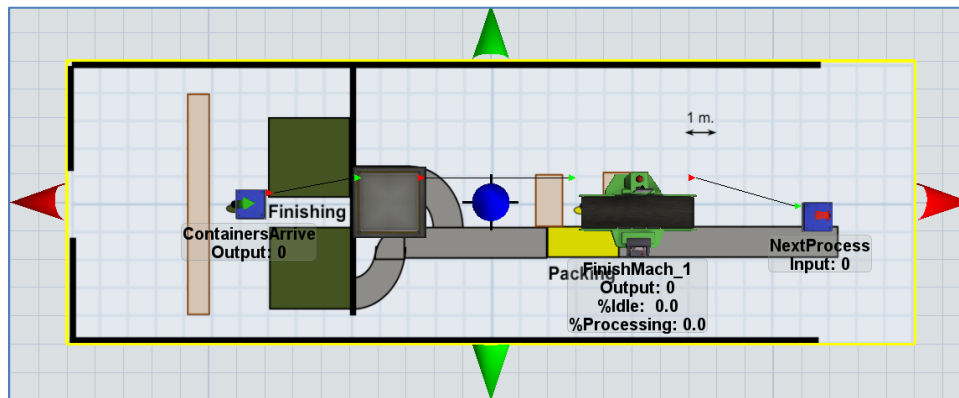 1 m.
Finishing
ContainersArrive
Output: 0
Packing
FinishMach_1
Output: 0
%Idle: 0.0
%Processing: 0.0
NextProcess
Input: 0